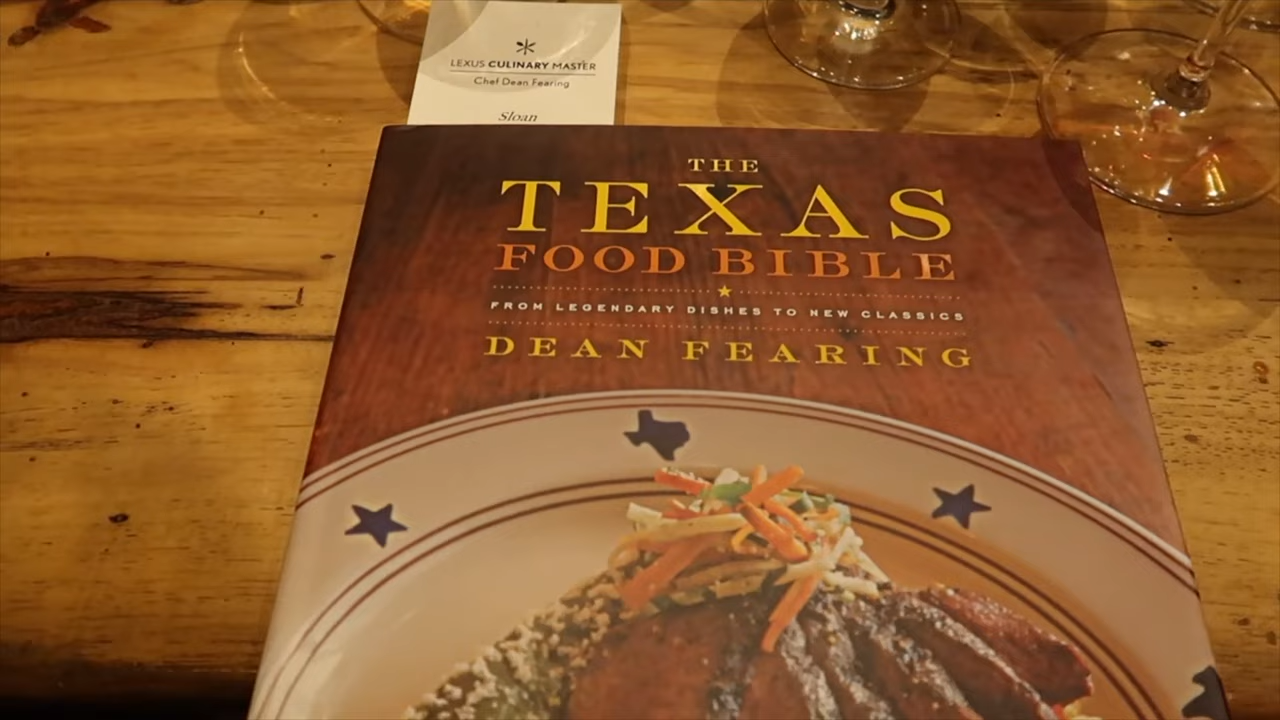 LEXUS CULINARY MASTER
Chef Dean Fearing
Sloan
THE
TEXAS
FOOD BIBLE
FROM LEGENDARY DISHES TO NEW CLASSICS
DEAN FEARING